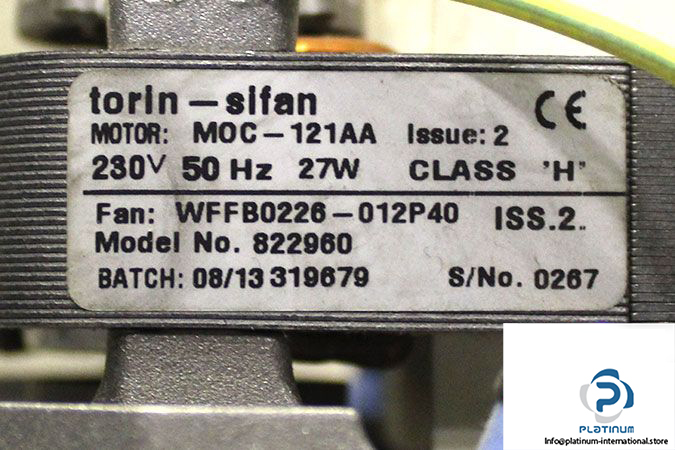 torin-sifan
CE
MOTOR: MOC-121AA Issue: 2
230V 50 Hz 27W CLASS 'H'
Fan: WFFB0226-012P40 ISS.2.
Model No. 822960
BATCH: 08/13 319679 S/No. 0267
PLATINUM
Info@platinum-international.store